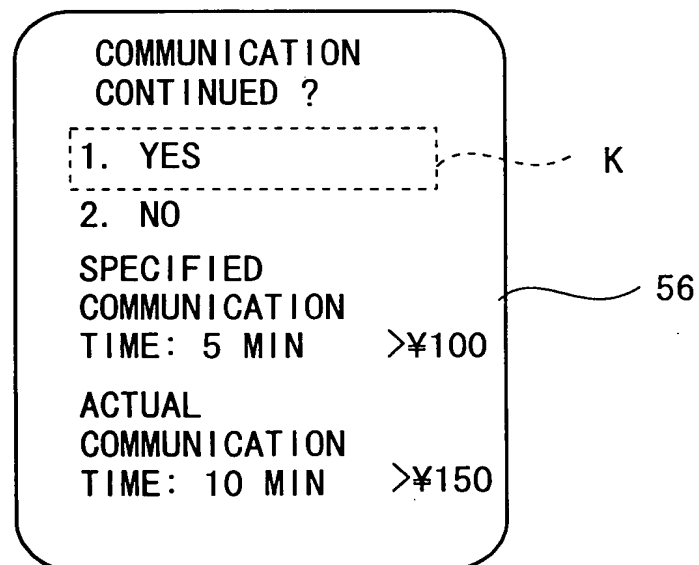 COMMUNICATION
CONTINUED ?
1. YES
K
2. NO
SPECIFIED
COMMUNICATION
56
TIME: 5 MIN >¥100
ACTUAL
COMMUNICATION
TIME: 10 MIN >¥150